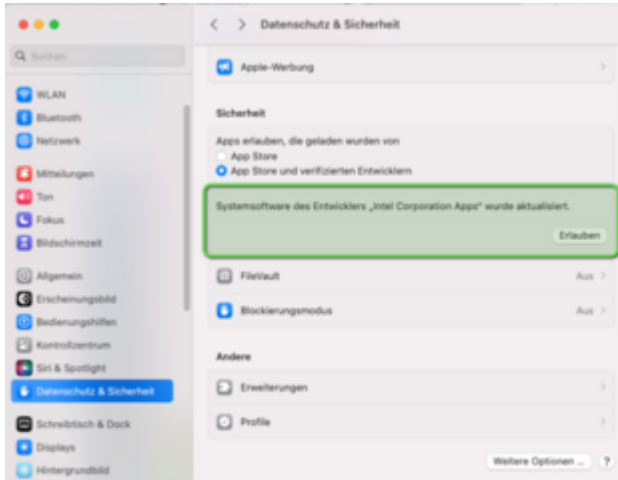 Datenschutz & Sicherheit
Suchen
WLAN
Bluetooth
Netzwerk
Mitteilungen
Ton
Fokus
Bildschirmzeit
Allgemein
Erscheinungsbild
Bedienungshilfen
Kontrollzentrum
Siri & Spotlight
Datenschutz & Sicherheit
Schreibtisch & Dock
Displays
Hintergrundbild
Apple-Werbung
Sicherheit
Apps erlauben, die geladen wurden von
App Store
App Store und verifizierten Entwicklern
Systemsoftware des Entwicklers „Intel Corporation Apps“ wurde aktualisiert.
Erlauben
FileVault Aus
Blockierungsmodus Aus
Andere
Erweiterungen
Profile
Weitere Optionen ... ?